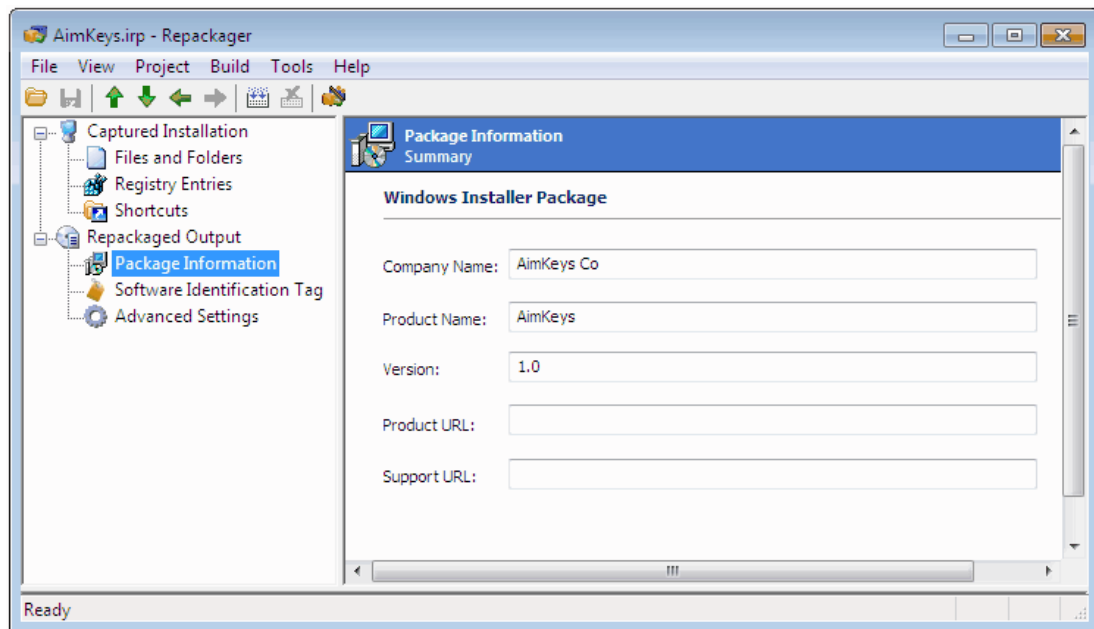 AimKeys.irp - Repackager
File View Project Build Tools Help
Captured Installation
Files and Folders
Registry Entries
Shortcuts
Repackaged Output
Package Information
Software Identification Tag
Advanced Settings
Package Information
Summary
Windows Installer Package
Company Name: AimKeys Co
Product Name: AimKeys
Version: 1.0
Product URL:
Support URL:
Ready